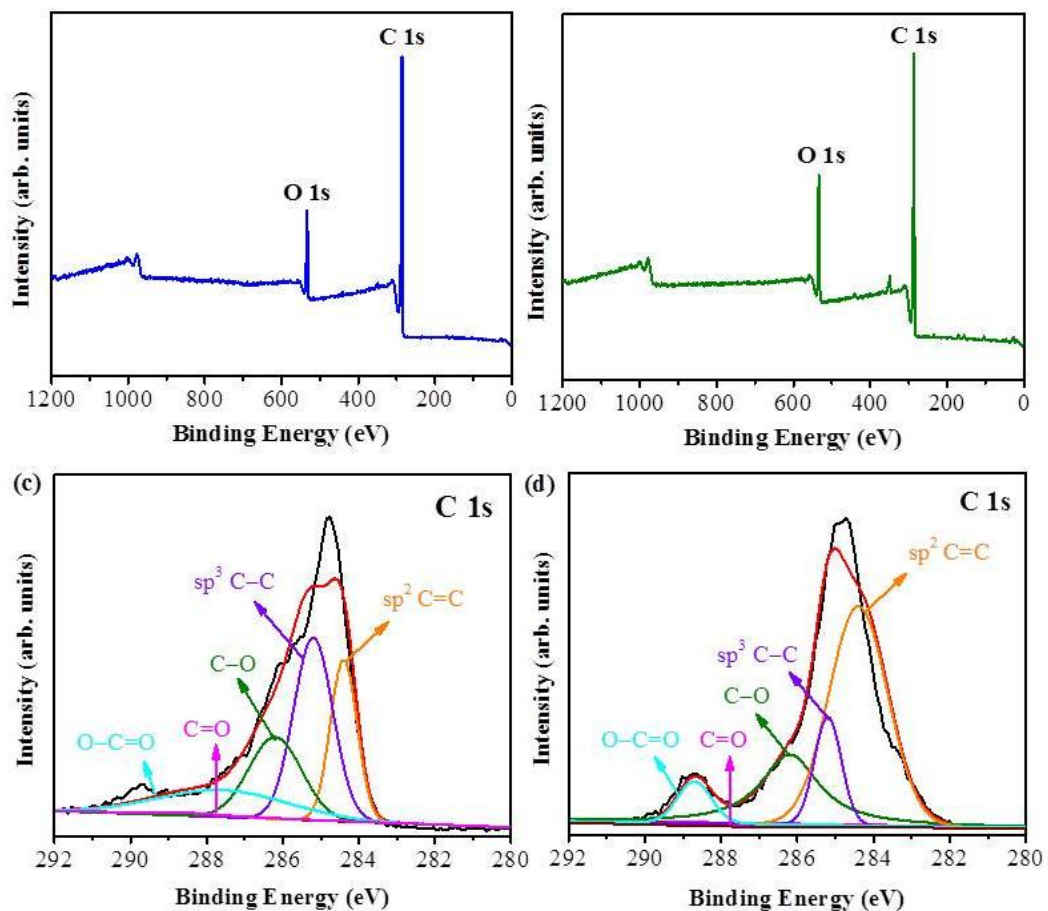 C 1s
O 1s
Intensity (arb. units)
1200 1000 800 600 400 200 0
Binding Energy (eV)
C 1s
O 1s
Intensity (arb. units)
1200 1000 800 600 400 200 0
Binding Energy (eV)
(c)
C 1s
sp³ C−C
sp² C=C
C−O
C=O
O−C=O
Intensity (arb. units)
292 290 288 286 284 282 280
Binding Energy (eV)
(d)
C 1s
sp² C=C
sp³ C−C
C−O
O−C=O
C=O
Intensity (arb. units)
292 290 288 286 284 282 280
Binding Energy (eV)